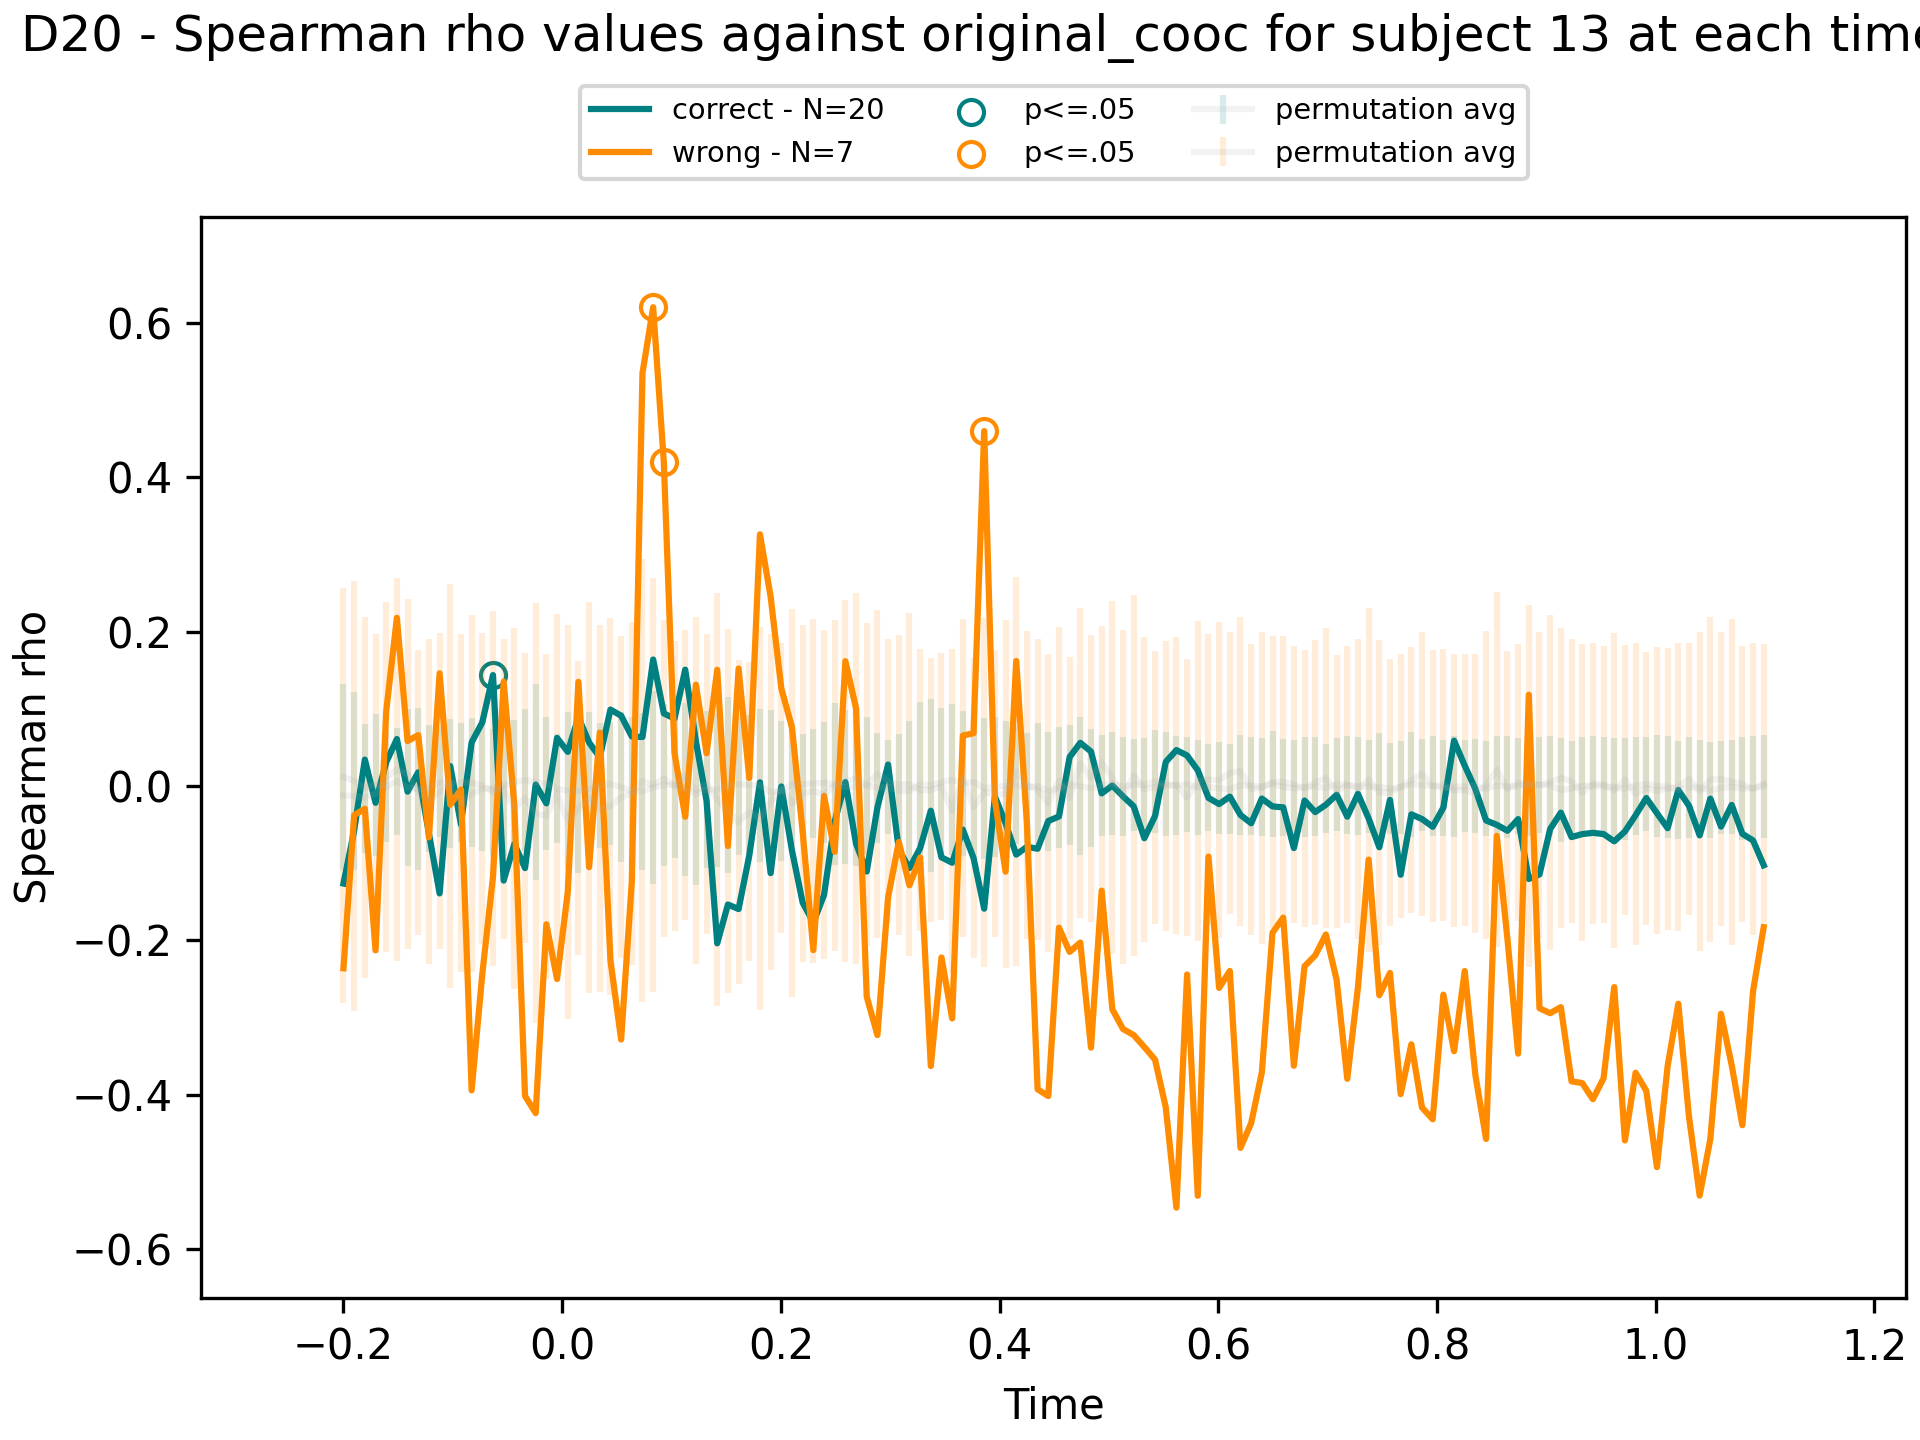 D20 - Spearman rho values against original_cooc for subject 13 at each time
correct - N=20 p<=.05 permutation avg
wrong - N=7 p<=.05 permutation avg
0.6
0.4
0.2
0.0
−0.2
−0.4
−0.6
Spearman rho
−0.2 0.0 0.2 0.4 0.6 0.8 1.0 1.2
Time